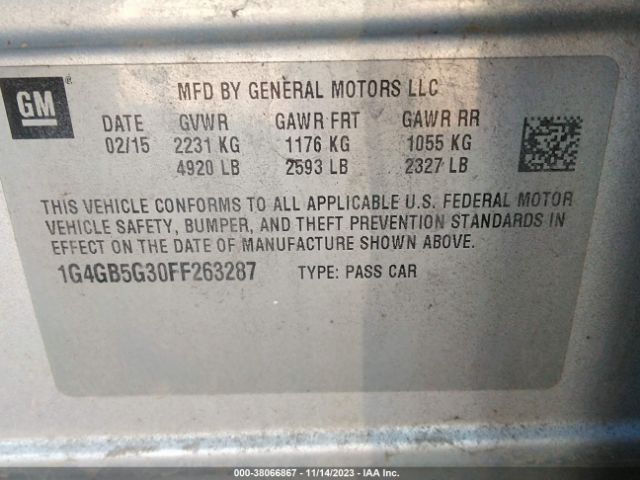 GM ®
MFD BY GENERAL MOTORS LLC
DATE GVWR GAWR FRT GAWR RR
02/15 2231 KG 1176 KG 1055 KG
4920 LB 2593 LB 2327 LB
THIS VEHICLE CONFORMS TO ALL APPLICABLE U.S. FEDERAL MOTOR
VEHICLE SAFETY, BUMPER, AND THEFT PREVENTION STANDARDS IN
EFFECT ON THE DATE OF MANUFACTURE SHOWN ABOVE.
1G4GB5G30FF263287 TYPE: PASS CAR
000-38066867 - 11/14/2023 - IAA Inc.